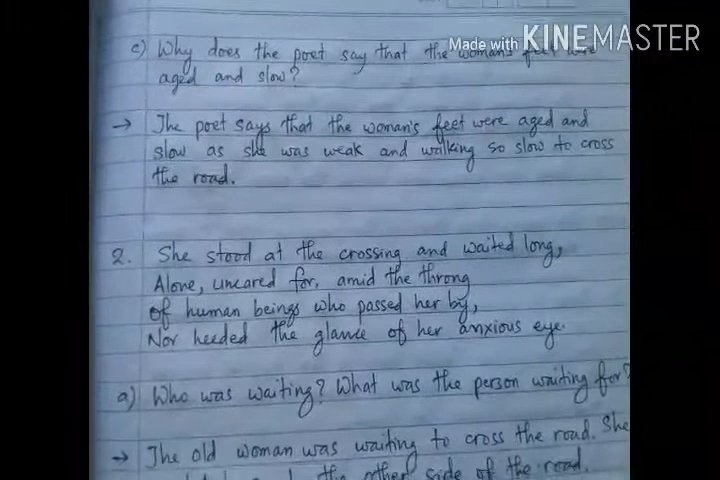 Made with KINEMASTER
c) Why does the poet say that the woman's feet were
aged and slow?
→ The poet says that the woman's feet were aged and
slow as she was weak and walking so slow to cross
the road.
2. She stood at the crossing and waited long,
Alone, uncared for, amid the throng
of human beings who passed her by,
Nor heeded the glance of her anxious eye.
a) Who was waiting? What was the person waiting for?
→ The old woman was waiting to cross the road. She
the other side of the road.